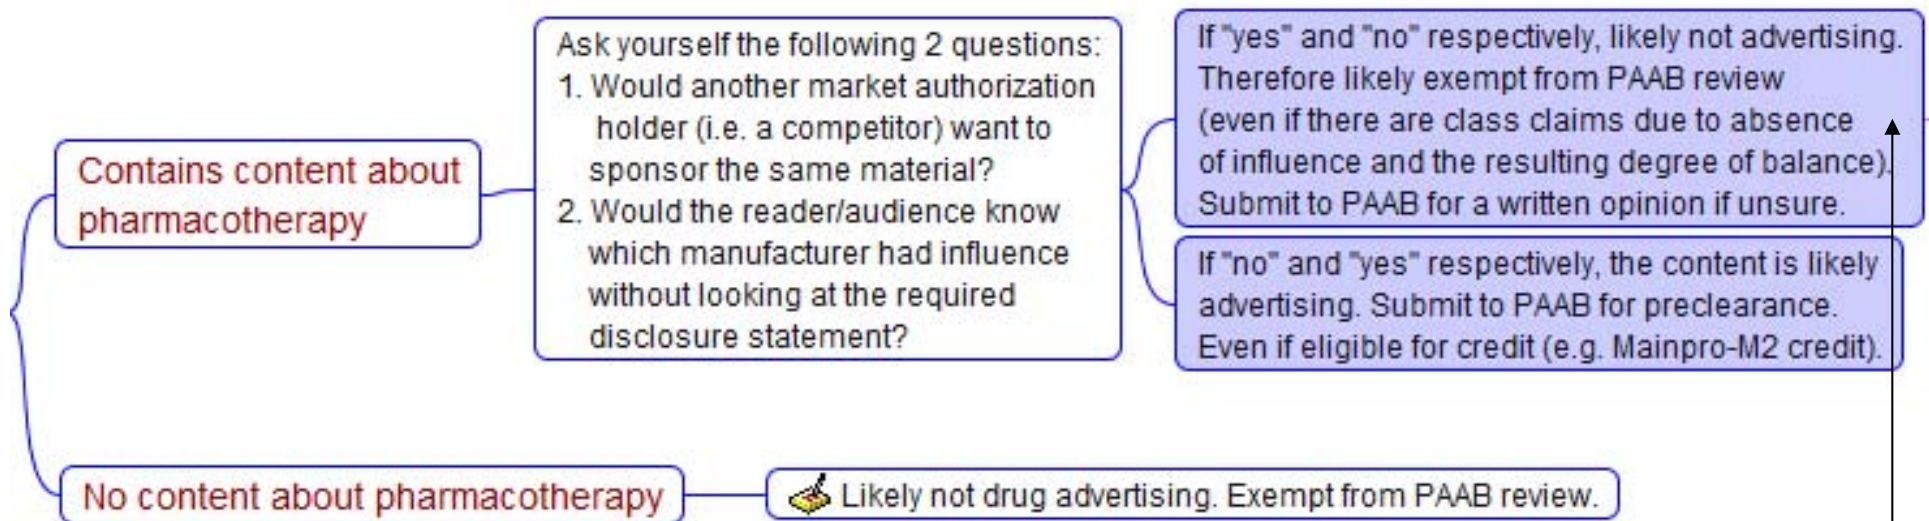 Contains content about
pharmacotherapy
Ask yourself the following 2 questions:
1. Would another market authorization
holder (i.e. a competitor) want to
sponsor the same material?
2. Would the reader/audience know
which manufacturer had influence
without looking at the required
disclosure statement?
If "yes" and "no" respectively, likely not advertising.
Therefore likely exempt from PAAB review
(even if there are class claims due to absence
of influence and the resulting degree of balance).
Submit to PAAB for a written opinion if unsure.
If "no" and "yes" respectively, the content is likely
advertising. Submit to PAAB for preclearance.
Even if eligible for credit (e.g. Mainpro-M2 credit).
No content about pharmacotherapy
Likely not drug advertising. Exempt from PAAB review.